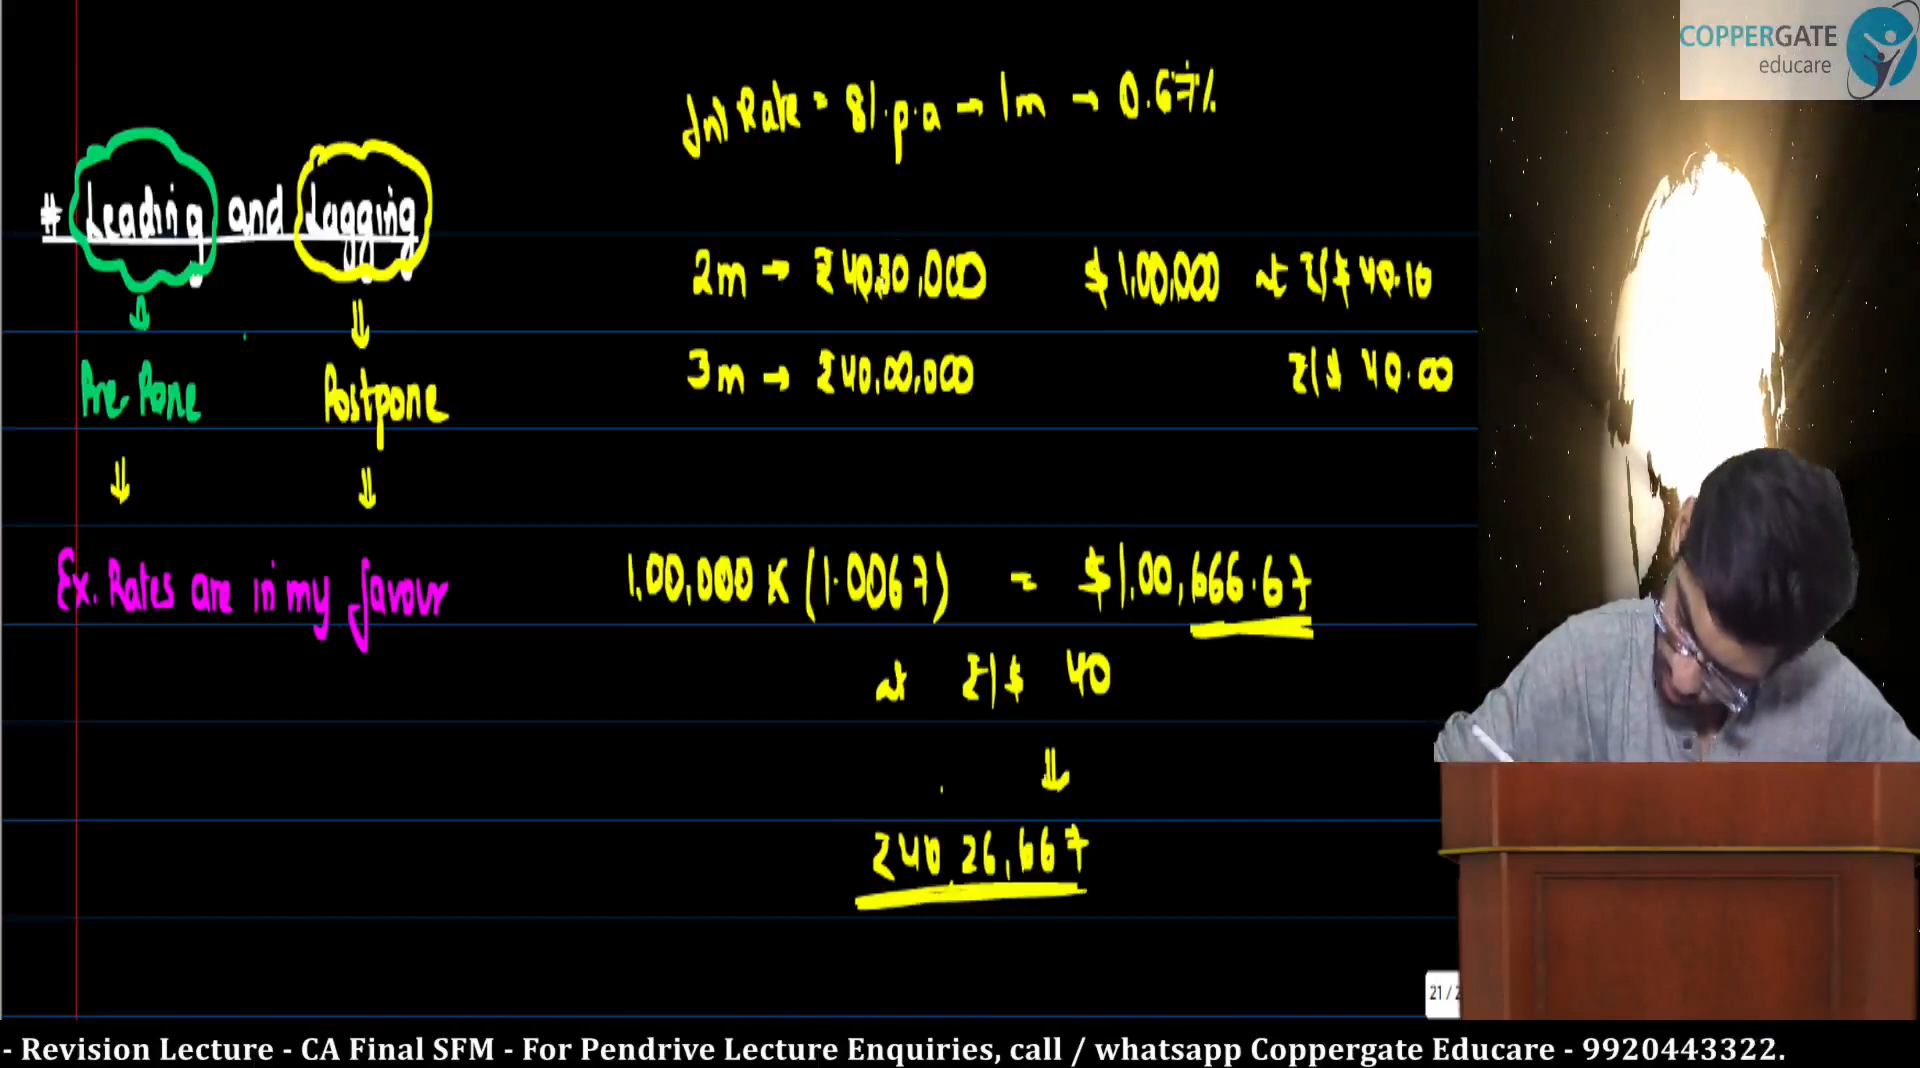 COPPERGATE
educare
Int Rate = 8%.p.a → 1m → 0.67%
# Leading and Lagging
2m → ₹40,30,000 $1,00,000 at ₹/$ 40.10
3m → ₹40,00,000 ₹/$ 40.00
Pre Pone Postpone
Ex. Rates are in my favour
1,00,000 x (1.0067) = $1,00,666.67
at ₹/$ 40
₹40,26,667
21 / 2
- Revision Lecture - CA Final SFM - For Pendrive Lecture Enquiries, call / whatsapp Coppergate Educare - 9920443322.